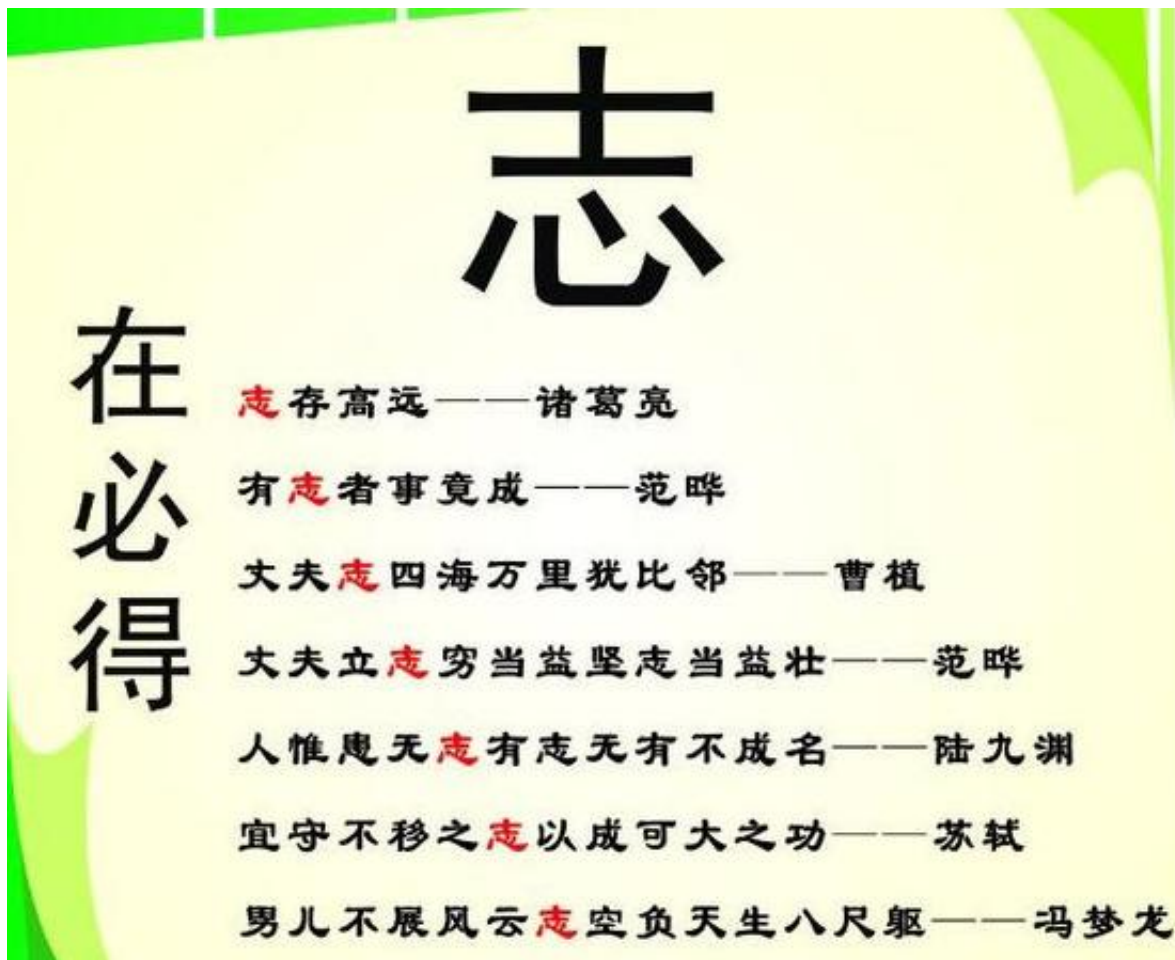 志
在必得
志存高远——诸葛亮
有志者事竟成——范晔
丈夫志四海万里犹比邻——曹植
丈夫立志穷当益坚志当益壮——范晔
人惟患无志有志无有不成名——陆九渊
宜守不移之志以成可大之功——苏轼
男儿不展风云志空负天生八尺躯——冯梦龙